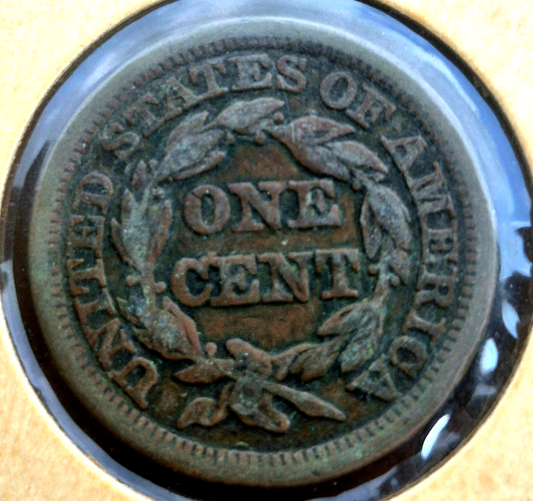 UNITED STATES OF AMERICA
ONE
CENT